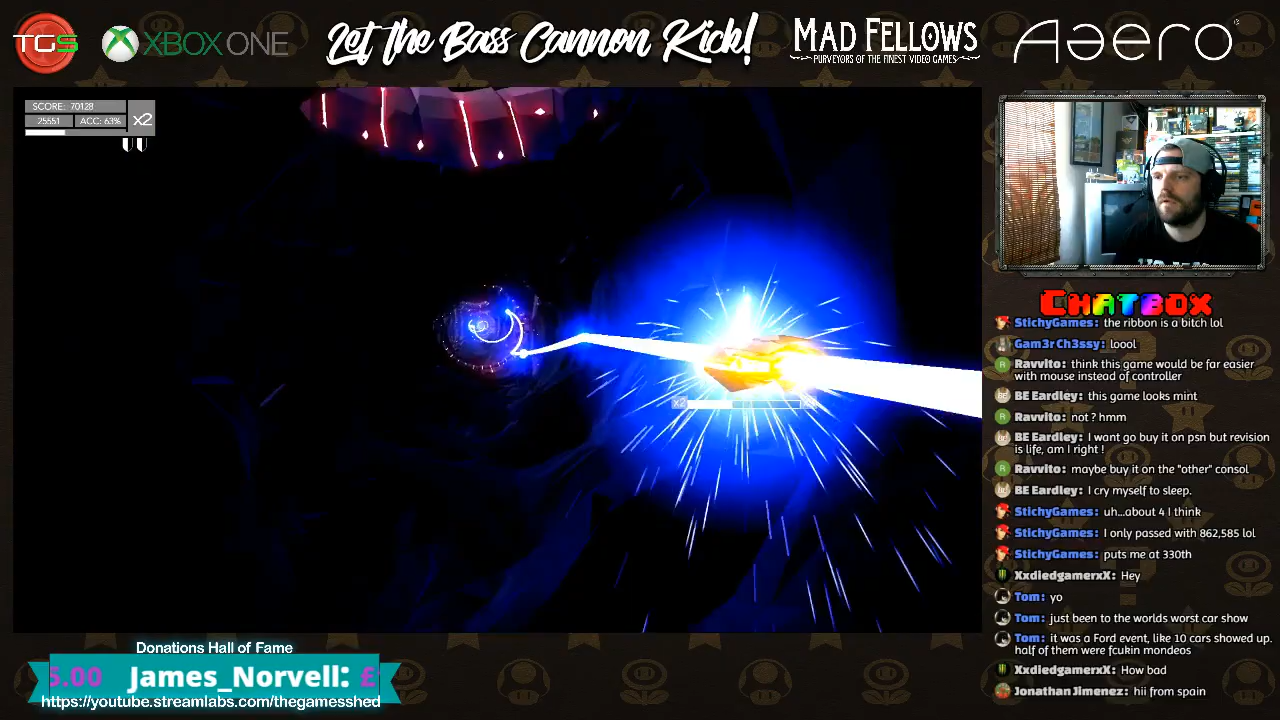 TGS XBOX ONE Let The Bass Cannon Kick! MAD FELLOWS Aaero
PURVEYORS OF THE FINEST VIDEO GAMES
SCORE: 70128
25551 ACC: 63% x2
x2
CHATBOX
StichyGames: the ribbon is a bitch lol
Gam3rCh3ssy: loool
Ravvito: think this game would be far easier
with mouse instead of controller
BE Eardley: this game looks mint
Ravvito: not ? hmm
BE Eardley: I want go buy it on psn but revision
is life, am I right !
Ravvito: maybe buy it on the "other" consol
BE Eardley: I cry myself to sleep.
StichyGames: uh...about 4 I think
StichyGames: I only passed with 862,585 lol
StichyGames: puts me at 330th
XxdiedgamerxX: Hey
Tom: yo
Tom: just been to the worlds worst car show
Tom: it was a Ford event, like 10 cars showed up.
half of them were fcukin mondeos
XxdiedgamerxX: How bad
Jonathan Jimenez: hii from spain
Donations Hall of Fame
5.00 James_Norvell: £
https://youtube.streamlabs.com/thegamesshed